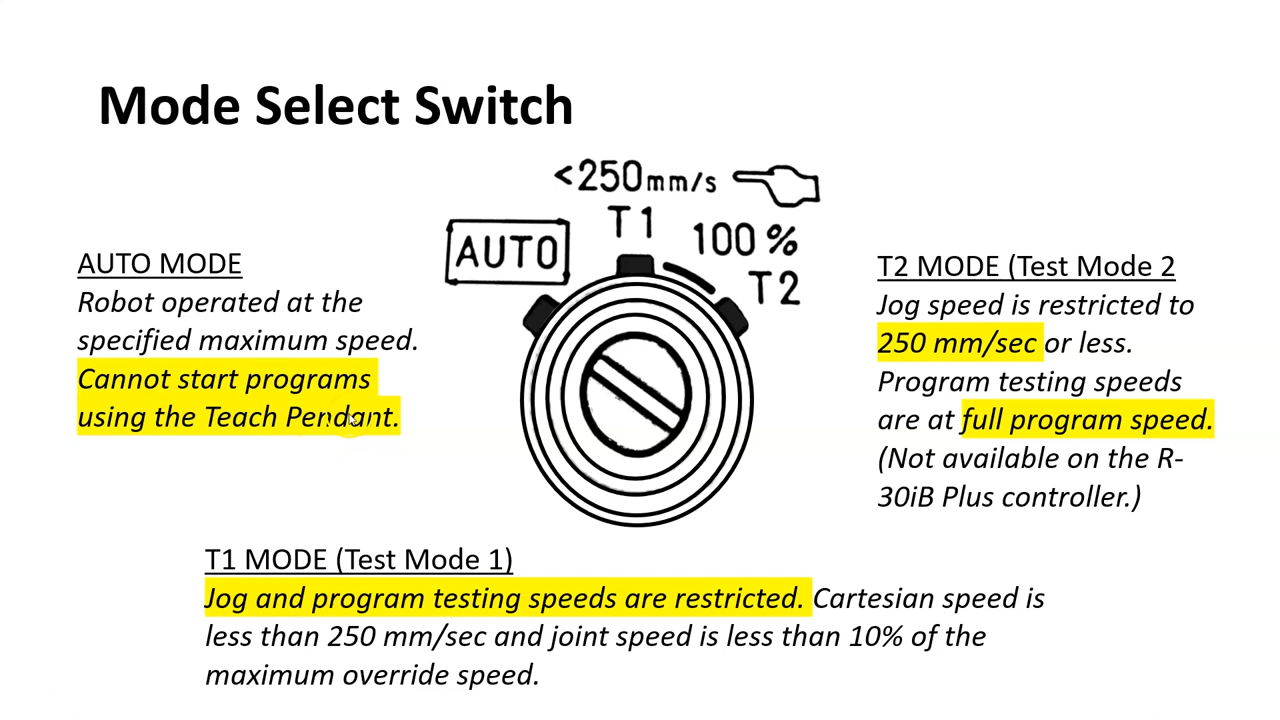 Mode Select Switch
<250mm/s
T1
AUTO
100%
T2
AUTO MODE
Robot operated at the
specified maximum speed.
Cannot start programs
using the Teach Pendant.
T2 MODE (Test Mode 2
Jog speed is restricted to
250 mm/sec or less.
Program testing speeds
are at full program speed.
(Not available on the R-
30iB Plus controller.)
T1 MODE (Test Mode 1)
Jog and program testing speeds are restricted. Cartesian speed is
less than 250 mm/sec and joint speed is less than 10% of the
maximum override speed.